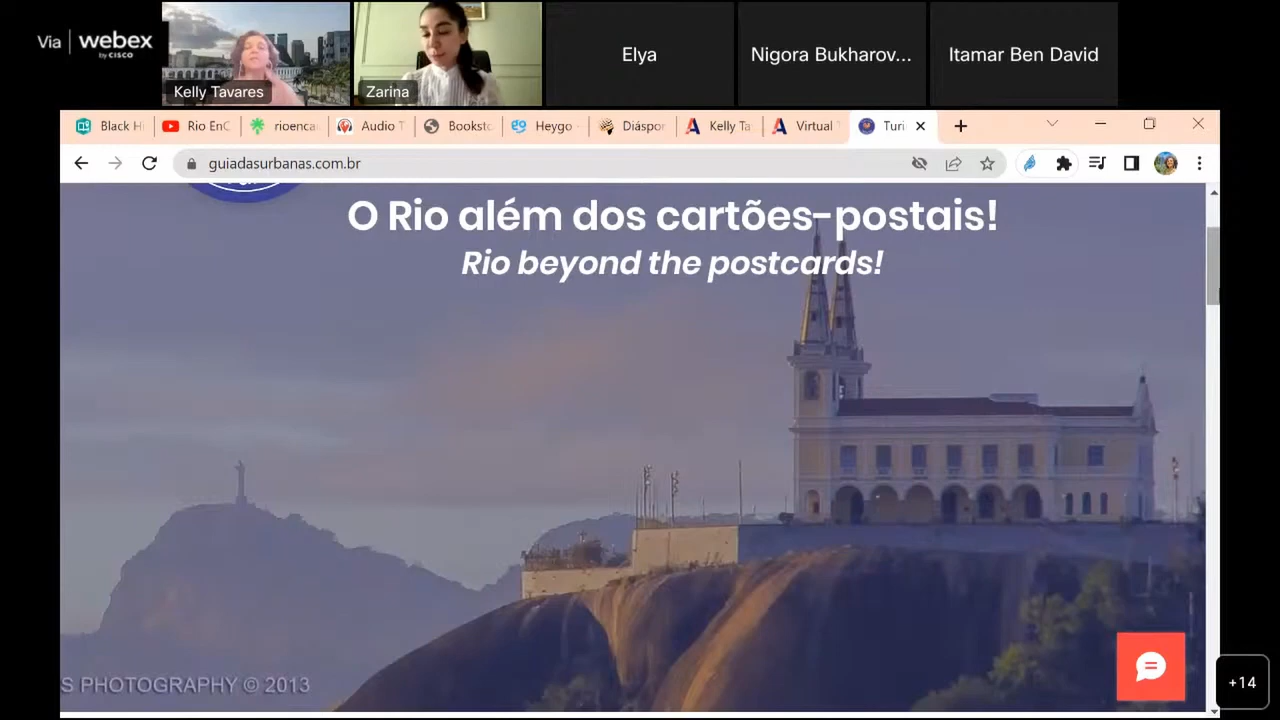 Via | webex
by CISCO
Kelly Tavares
Zarina
Elya
Nigora Bukharov...
Itamar Ben David
Black H
Rio EnC
rioenca
Audio T
Bookst
Heygo
Diáspor
Kelly Ta
Virtual
Turi
guiadasurbanas.com.br
O Rio além dos cartões-postais!
Rio beyond the postcards!
S PHOTOGRAPHY © 2013
+14